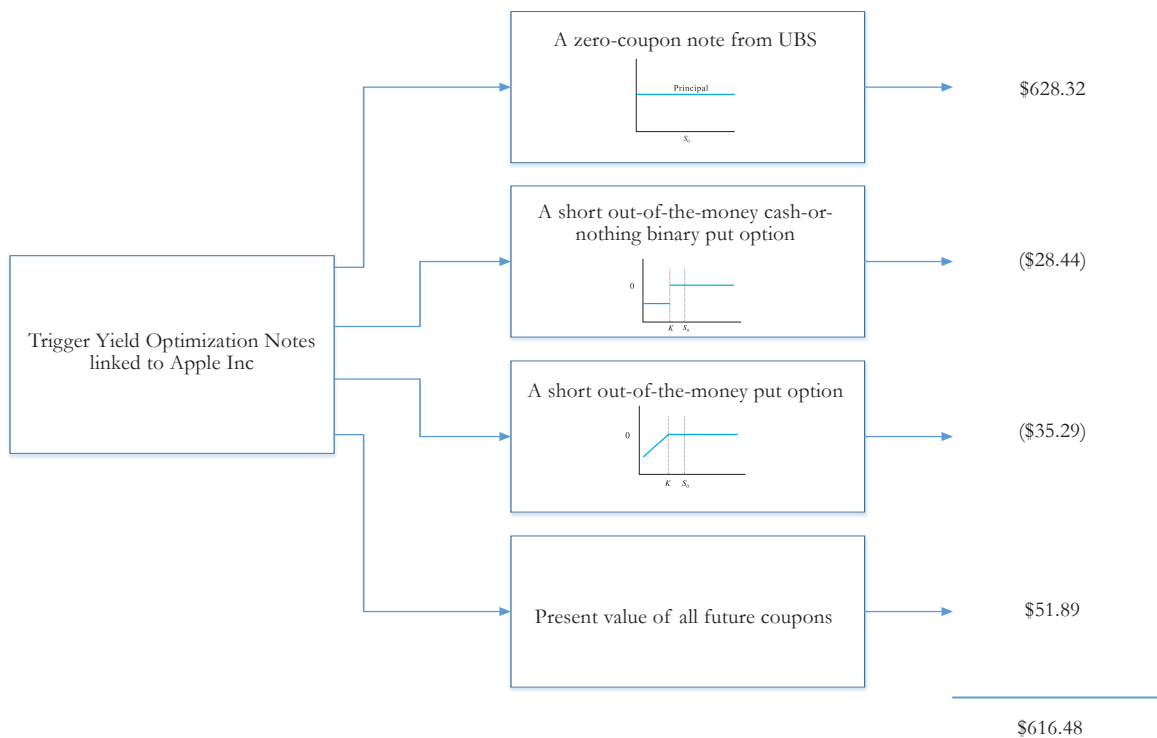 A zero-coupon note from UBS
Principal
S₀
$628.32
A short out-of-the-money cash-or-
nothing binary put option
0
K S₀
($28.44)
Trigger Yield Optimization Notes
linked to Apple Inc
A short out-of-the-money put option
0
K S₀
($35.29)
Present value of all future coupons
$51.89
$616.48